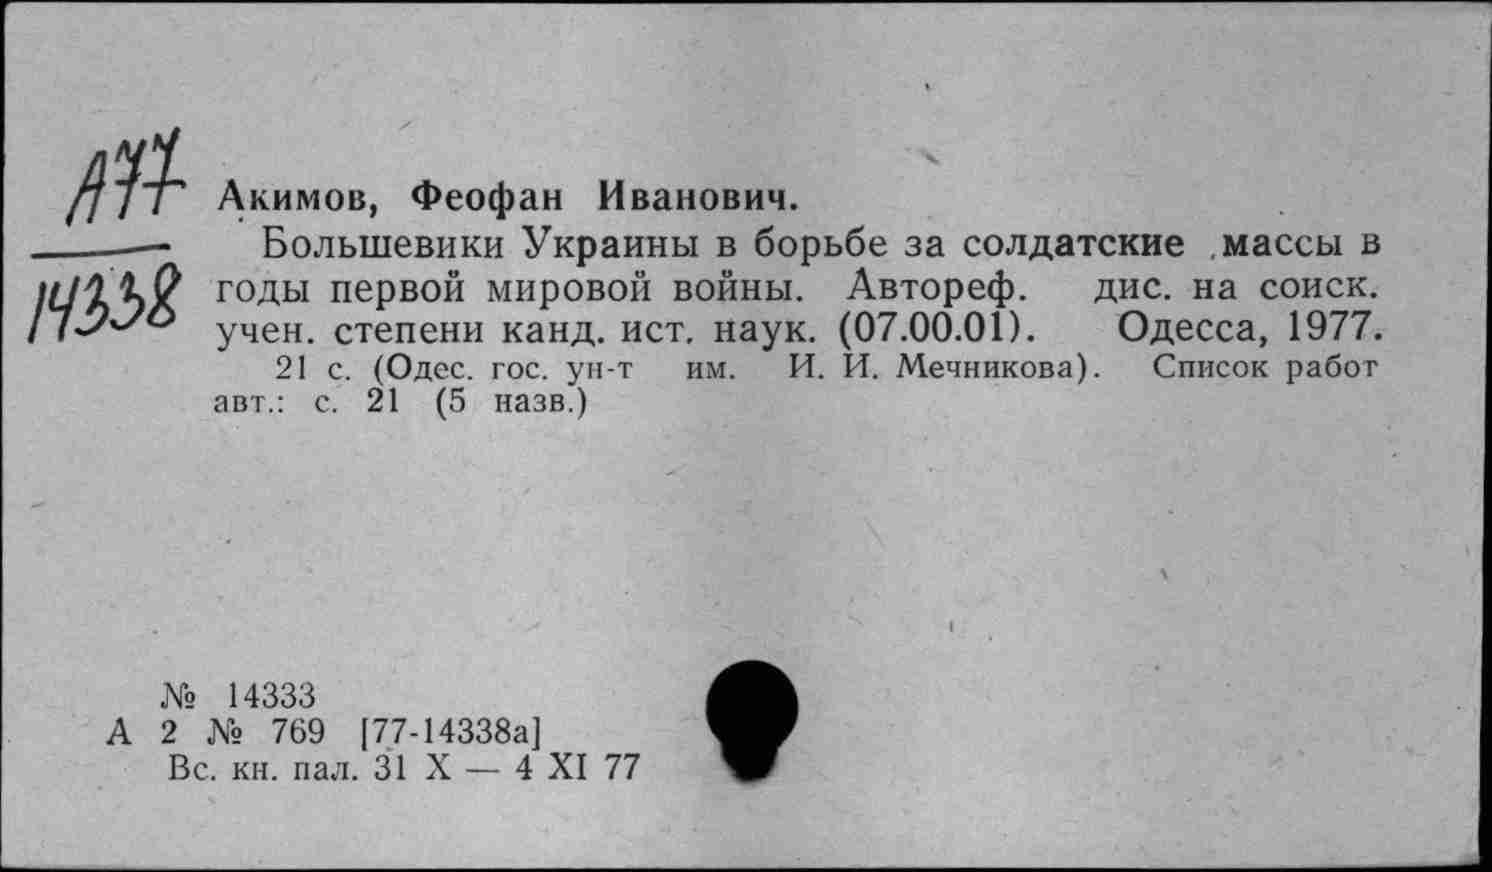 А77
14338
Акимов, Феофан Иванович.
Большевики Украины в борьбе за солдатские массы в
годы первой мировой войны. Автореф. дис. на соиск.
учен. степени канд. ист. наук. (07.00.01). Одесса, 1977.
21 с. (Одес. гос. ун-т им. И. И. Мечникова). Список работ
авт.: с. 21 (5 назв.)
№ 14333
А 2 № 769 [77-14338а]
Вс. кн. пал. 31 X — 4 XI 77